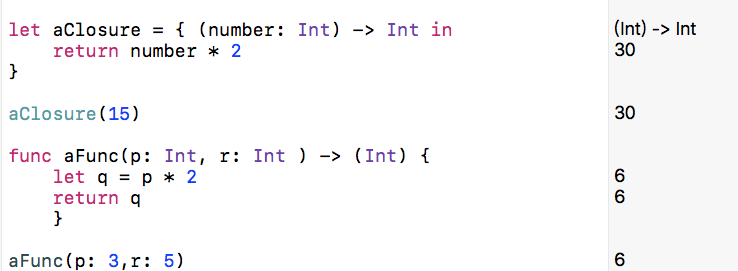 let aClosure = { (number: Int) -> Int in (Int) -> Int
return number * 2 30
}
aClosure(15) 30
func aFunc(p: Int, r: Int ) -> (Int) {
let q = p * 2 6
return q 6
}
aFunc(p: 3,r: 5) 6